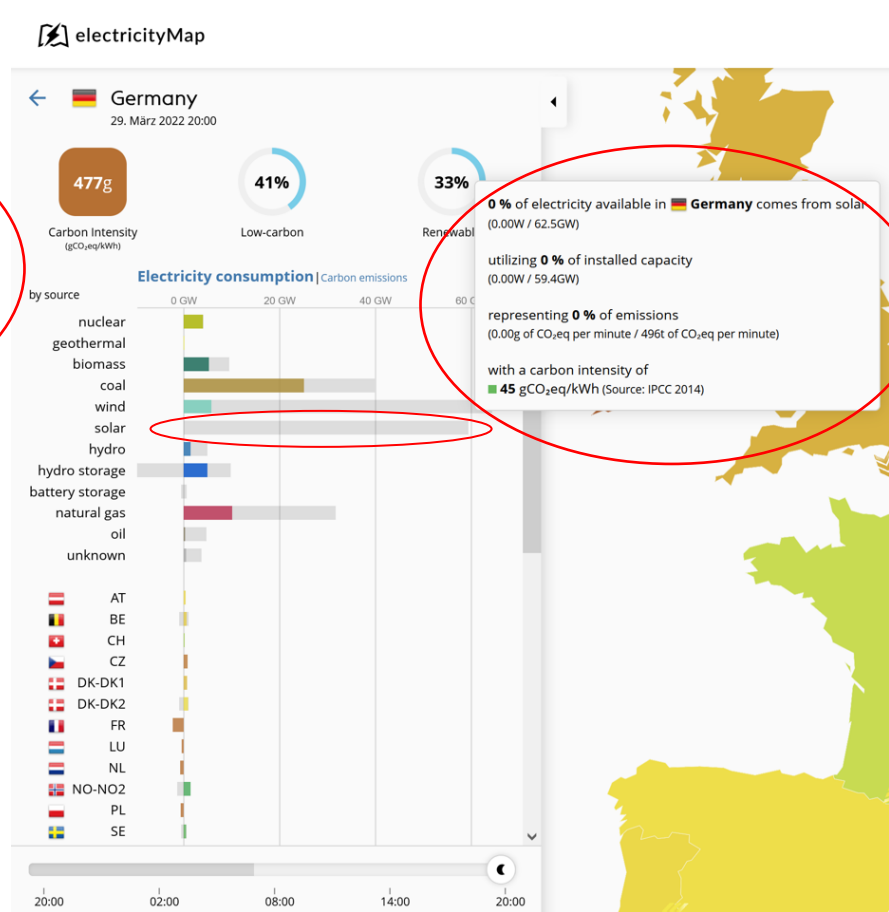 electricityMap
Germany
29. März 2022 20:00
477g
41%
33%
Carbon Intensity
(gCO₂eq/kWh)
Low-carbon
0 % of electricity available in Germany comes from solar
(0.00W / 62.5GW)
utilizing 0 % of installed capacity
(0.00W / 59.4GW)
representing 0 % of emissions
(0.00g of CO₂eq per minute / 496t of CO₂eq per minute)
with a carbon intensity of
45 gCO₂eq/kWh (Source: IPCC 2014)
Electricity consumption | Carbon emissions
by source
0 GW 20 GW 40 GW 60
nuclear
geothermal
biomass
coal
wind
solar
hydro
hydro storage
battery storage
natural gas
oil
unknown
AT
BE
CH
CZ
DK-DK1
DK-DK2
FR
LU
NL
NO-NO2
PL
SE
20:00 02:00 08:00 14:00 20:00